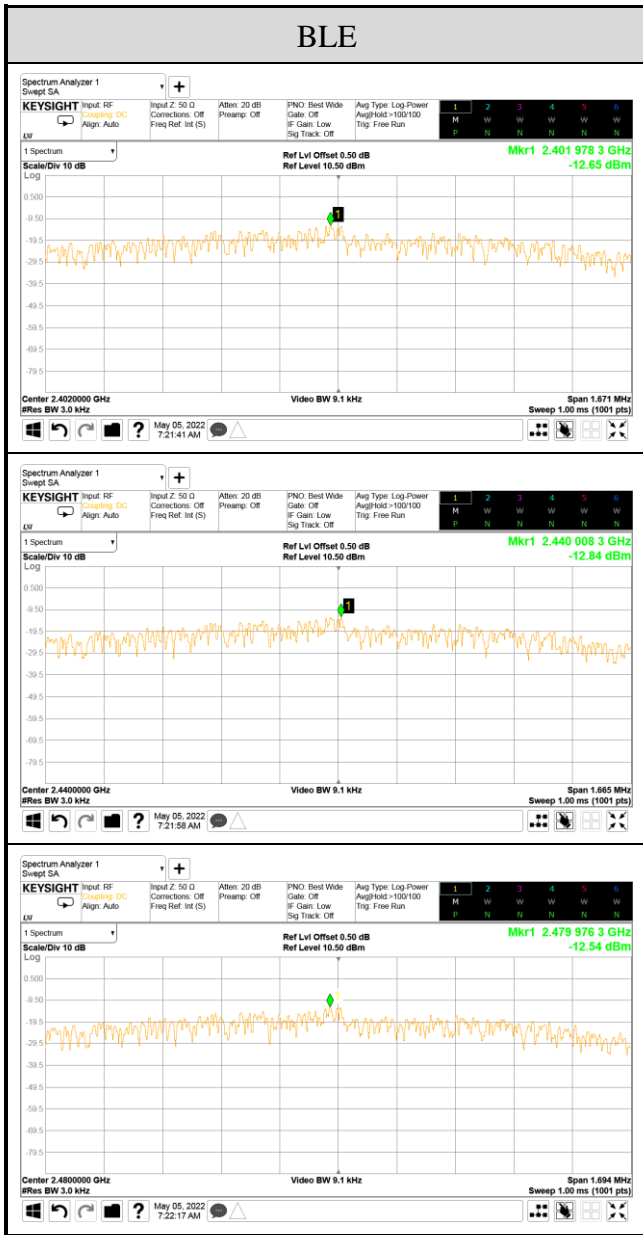 BLE
Spectrum Analyzer 1
Swept SA
KEYSIGHT Input: RF Input Z: 50 Ω Atten: 20 dB PNO: Best Wide Avg Type: Log-Power 1 2 3 4 5 6
Coupling: DC Corrections: Off Preamp: Off Gate: Off Avg|Hold:>100/100 M W W W W W
Align: Auto Freq Ref: Int (S) IF Gain: Low Trig: Free Run
Sig Track: Off P N N N N N
LXI
1 Spectrum Ref Lvl Offset 0.50 dB Mkr1 2.401 978 3 GHz
Scale/Div 10 dB Ref Level 10.50 dBm -12.65 dBm
Log
0.500
1
-9.50
-19.5
-29.5
-39.5
-49.5
-59.5
-69.5
-79.5
Center 2.4020000 GHz Video BW 9.1 kHz Span 1.671 MHz
#Res BW 3.0 kHz Sweep 1.00 ms (1001 pts)
? May 05, 2022
7:21:41 AM
Spectrum Analyzer 1
Swept SA
KEYSIGHT Input: RF Input Z: 50 Ω Atten: 20 dB PNO: Best Wide Avg Type: Log-Power 1 2 3 4 5 6
Coupling: DC Corrections: Off Preamp: Off Gate: Off Avg|Hold:>100/100 M W W W W W
Align: Auto Freq Ref: Int (S) IF Gain: Low Trig: Free Run
Sig Track: Off P N N N N N
LXI
1 Spectrum Ref Lvl Offset 0.50 dB Mkr1 2.440 008 3 GHz
Scale/Div 10 dB Ref Level 10.50 dBm -12.84 dBm
Log
0.500
1
-9.50
-19.5
-29.5
-39.5
-49.5
-59.5
-69.5
-79.5
Center 2.4400000 GHz Video BW 9.1 kHz Span 1.665 MHz
#Res BW 3.0 kHz Sweep 1.00 ms (1001 pts)
? May 05, 2022
7:21:58 AM
Spectrum Analyzer 1
Swept SA
KEYSIGHT Input: RF Input Z: 50 Ω Atten: 20 dB PNO: Best Wide Avg Type: Log-Power 1 2 3 4 5 6
Coupling: DC Corrections: Off Preamp: Off Gate: Off Avg|Hold:>100/100 M W W W W W
Align: Auto Freq Ref: Int (S) IF Gain: Low Trig: Free Run
Sig Track: Off P N N N N N
LXI
1 Spectrum Ref Lvl Offset 0.50 dB Mkr1 2.479 976 3 GHz
Scale/Div 10 dB Ref Level 10.50 dBm -12.54 dBm
Log
0.500
1
-9.50
-19.5
-29.5
-39.5
-49.5
-59.5
-69.5
-79.5
Center 2.4800000 GHz Video BW 9.1 kHz Span 1.694 MHz
#Res BW 3.0 kHz Sweep 1.00 ms (1001 pts)
? May 05, 2022
7:22:17 AM